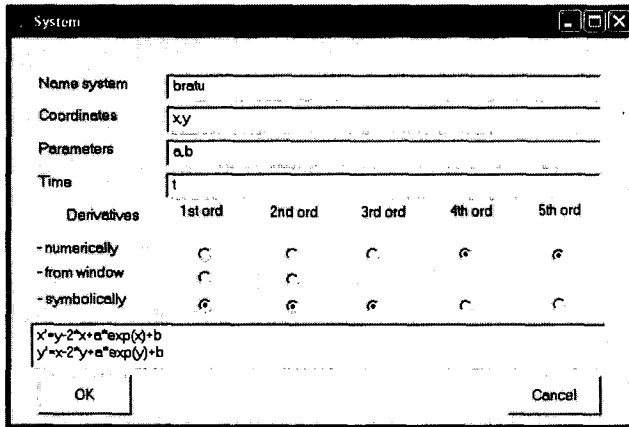 System
Name system bratu
Coordinates x,y
Parameters a,b
Time t
Derivatives 1st ord 2nd ord 3rd ord 4th ord 5th ord
- numerically
- from window
- symbolically
x'=y-2*x+a*exp(x)+b
y'=x-2*y+a*exp(y)+b
OK Cancel